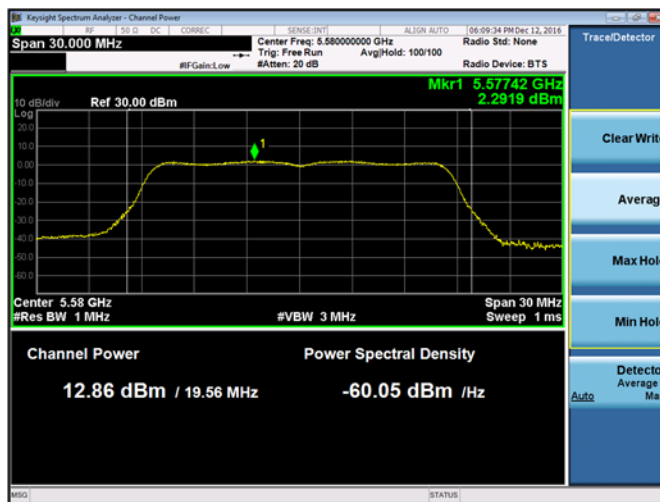 Keysight Spectrum Analyzer - Channel Power
RF 50 Ω DC CORREC SENSE:INT ALIGN AUTO 06:09:34 PM Dec 12, 2016
Span 30.000 MHz
Center Freq: 5.580000000 GHz
Radio Std: None
Trig: Free Run Avg|Hold: 100/100
#IFGain:Low
#Atten: 20 dB
Radio Device: BTS
Trace/Detector
Mkr1 5.57742 GHz
2.2919 dBm
10 dB/div Ref 30.00 dBm
Log
20.0
10.0
0.00
-10.0
-20.0
-30.0
-40.0
-50.0
-60.0
1
Center 5.58 GHz
Span 30 MHz
#Res BW 1 MHz
#VBW 3 MHz
Sweep 1 ms
Channel Power
Power Spectral Density
12.86 dBm / 19.56 MHz
-60.05 dBm /Hz
Clear Write
Averag
Max Hol
Min Hol
Detecto
Average
Auto Ma
MSG
STATUS